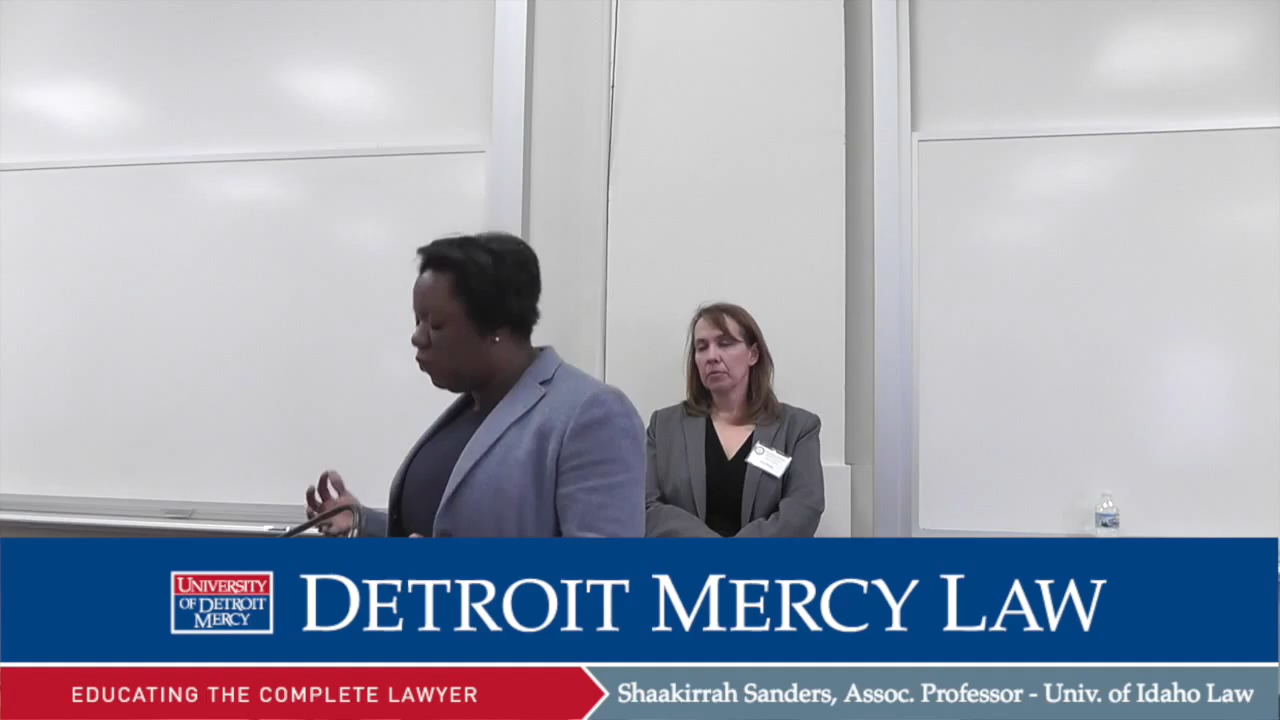 UNIVERSITY
OF DETROIT
MERCY
DETROIT MERCY LAW
EDUCATING THE COMPLETE LAWYER
Shaakirrah Sanders, Assoc. Professor - Univ. of Idaho Law